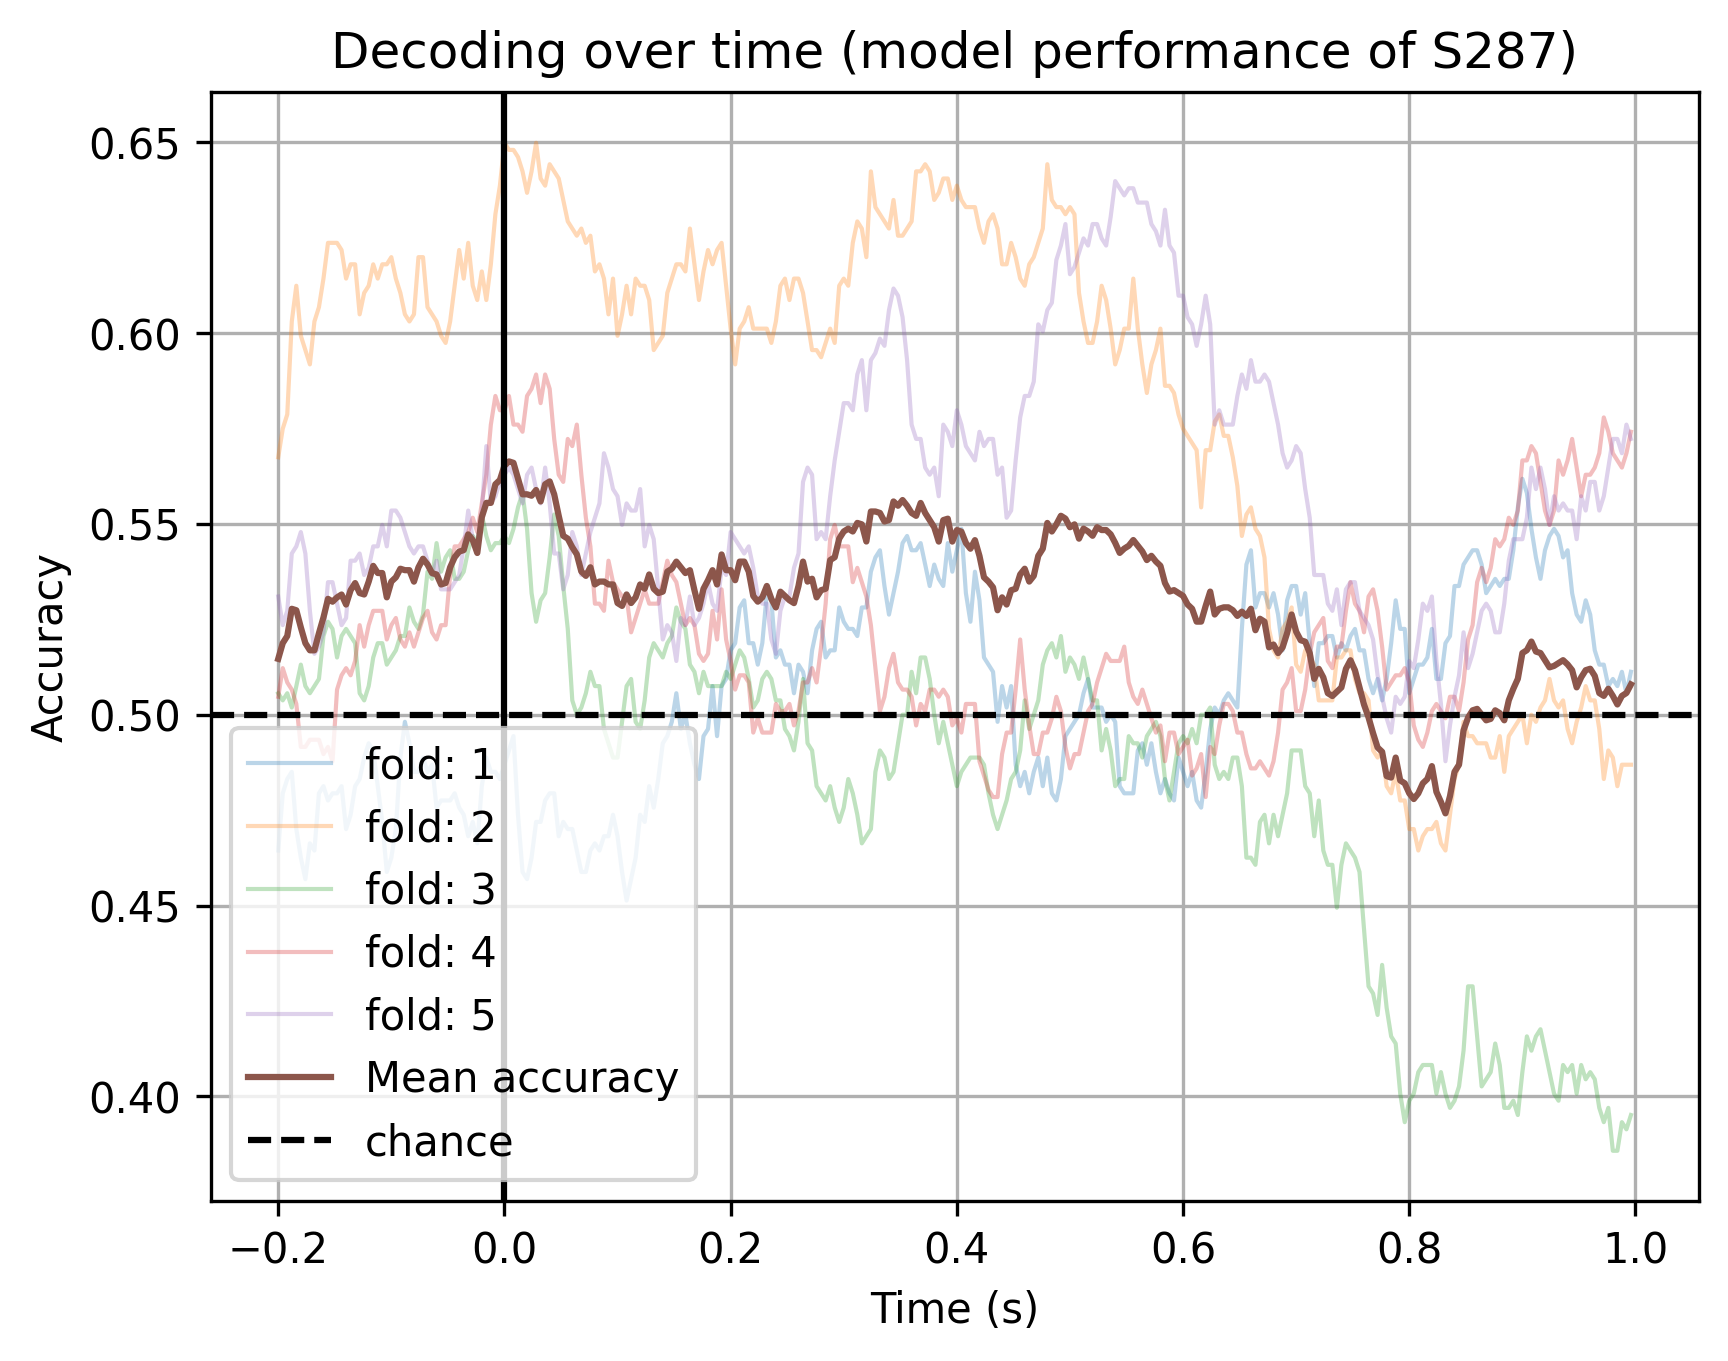 Decoding over time (model performance of S287)
0.65
0.60
0.55
0.50
0.45
0.40
Accuracy
fold: 1
fold: 2
fold: 3
fold: 4
fold: 5
Mean accuracy
chance
−0.2 0.0 0.2 0.4 0.6 0.8 1.0
Time (s)